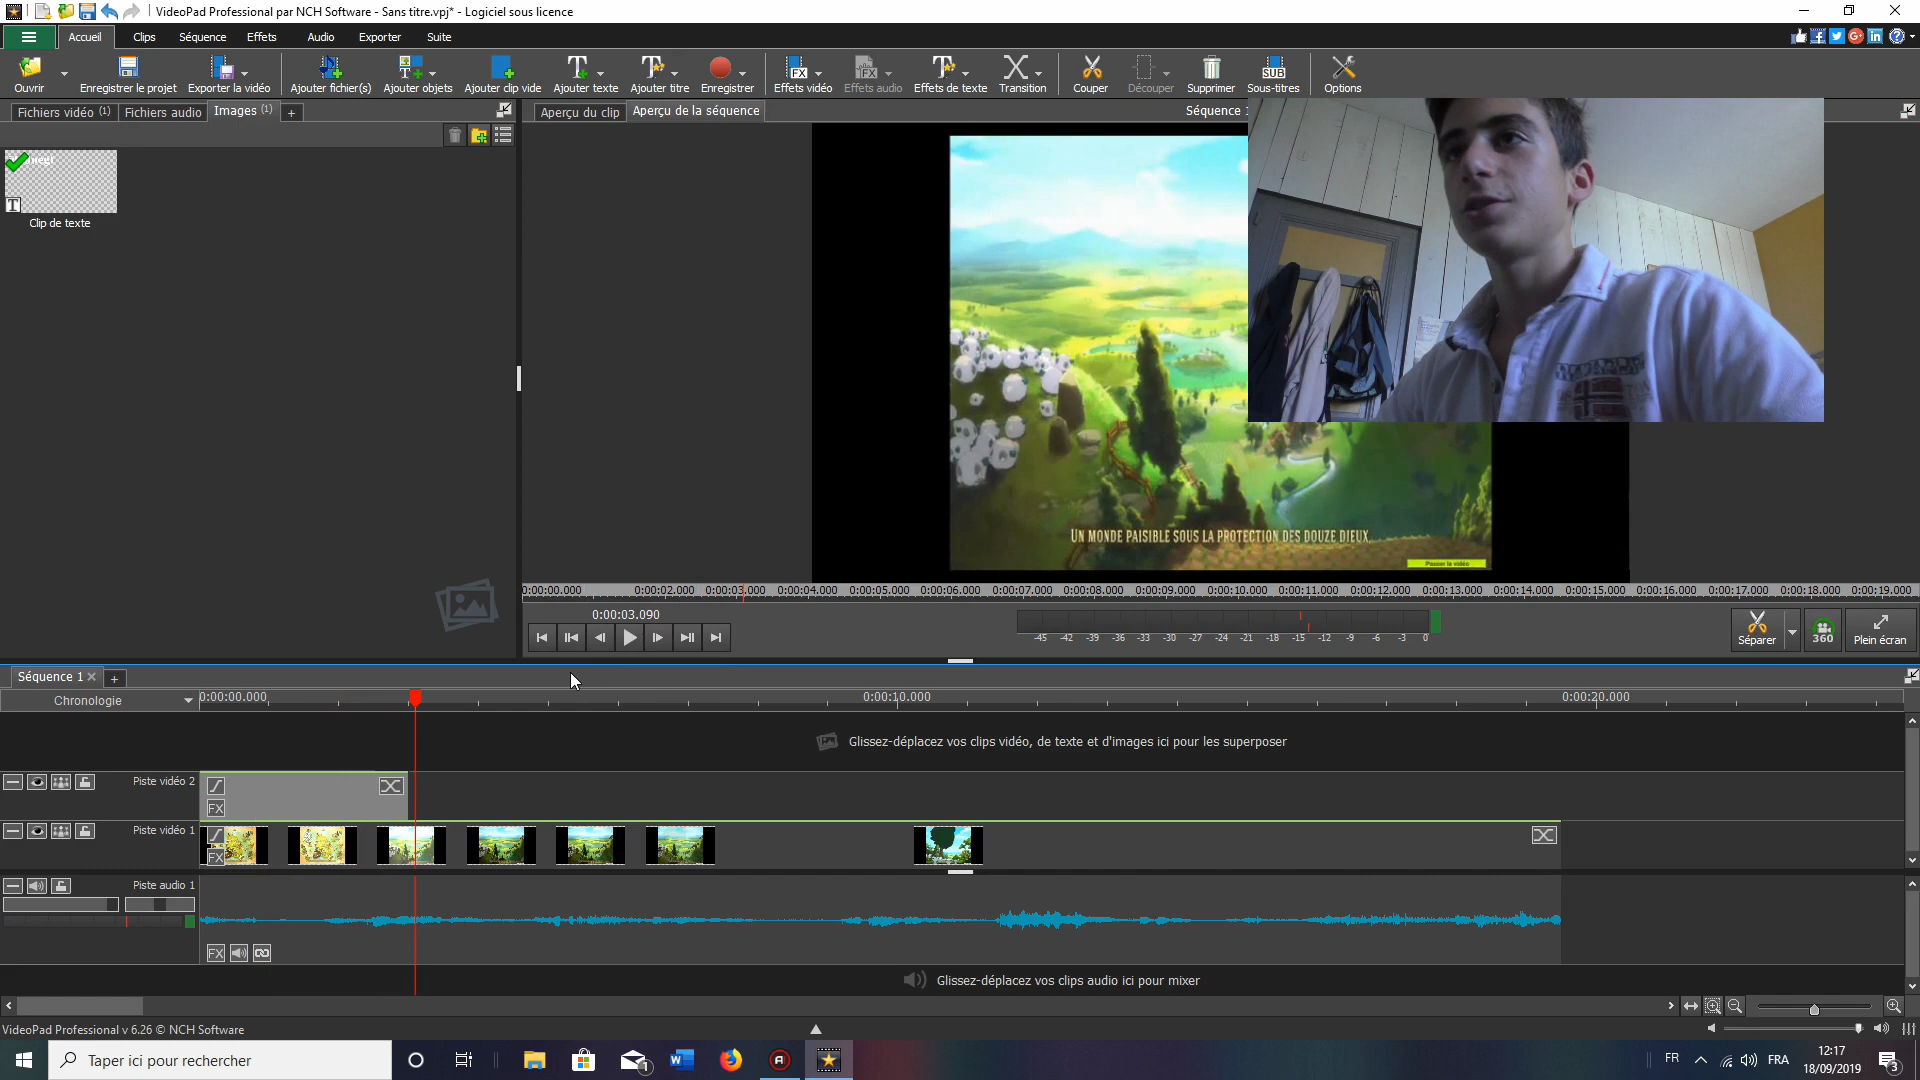 VideoPad Professional par NCH Software - Sans titre.vpj* - Logiciel sous licence
Accueil Clips Séquence Effets Audio Exporter Suite
Ouvrir Enregistrer le projet Exporter la vidéo Ajouter fichier(s) Ajouter objets Ajouter clip vide Ajouter texte Ajouter titre Enregistrer Effets vidéo Effets audio Effets de texte Transition Couper Découper Supprimer Sous-titres Options
Fichiers vidéo (1) Fichiers audio Images (1) +
Aperçu du clip Aperçu de la séquence Séquence 1
T
Clip de texte
Un monde paisible sous la protection des douze dieux.
Passer la vidéo
0:00:00.000 0:00:02.000 0:00:03.000 0:00:04.000 0:00:05.000 0:00:06.000 0:00:07.000 0:00:08.000 0:00:09.000 0:00:10.000 0:00:11.000 0:00:12.000 0:00:13.000 0:00:14.000 0:00:15.000 0:00:16.000 0:00:17.000 0:00:18.000 0:00:19.000
0:00:03.090
-45 -42 -39 -36 -33 -30 -27 -24 -21 -18 -15 -12 -9 -6 -3 0
Séparer 360 Plein écran
Séquence 1 +
Chronologie 0:00:00.000 0:00:10.000 0:00:20.000
Glissez-déplacez vos clips vidéo, de texte et d'images ici pour les superposer
Piste vidéo 2
FX
Piste vidéo 1
FX
Piste audio 1
FX
Glissez-déplacez vos clips audio ici pour mixer
VideoPad Professional v 6.26 © NCH Software
Taper ici pour rechercher
FR FRA 12:17
18/09/2019
3